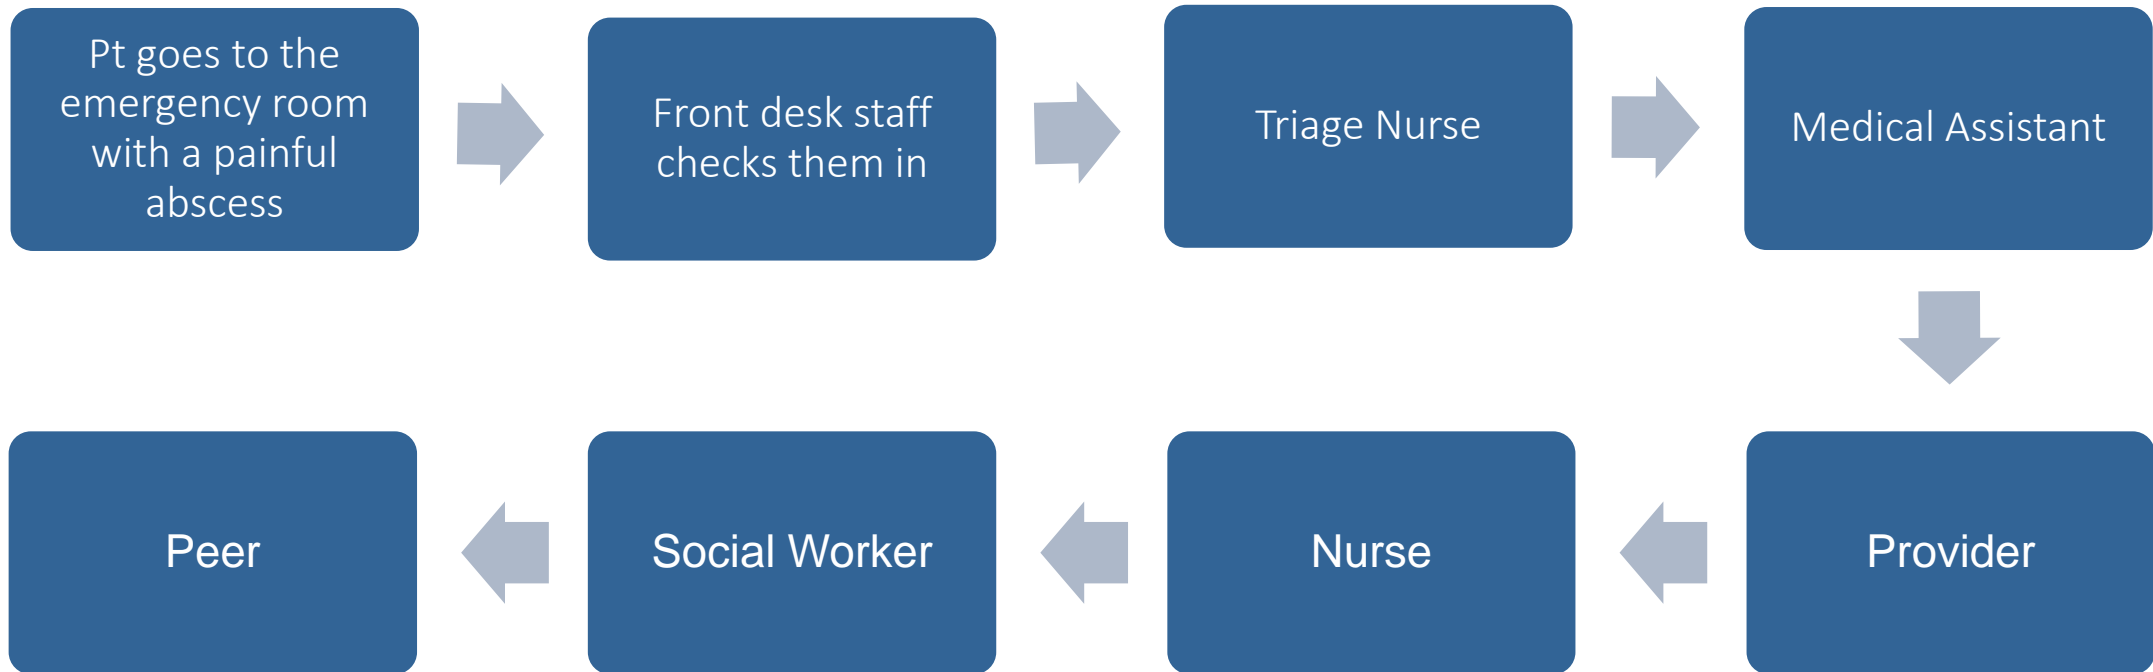 Pt goes to the
emergency room
with a painful
abscess
Front desk staff
checks them in
Triage Nurse
Medical Assistant
Provider
Nurse
Social Worker
Peer